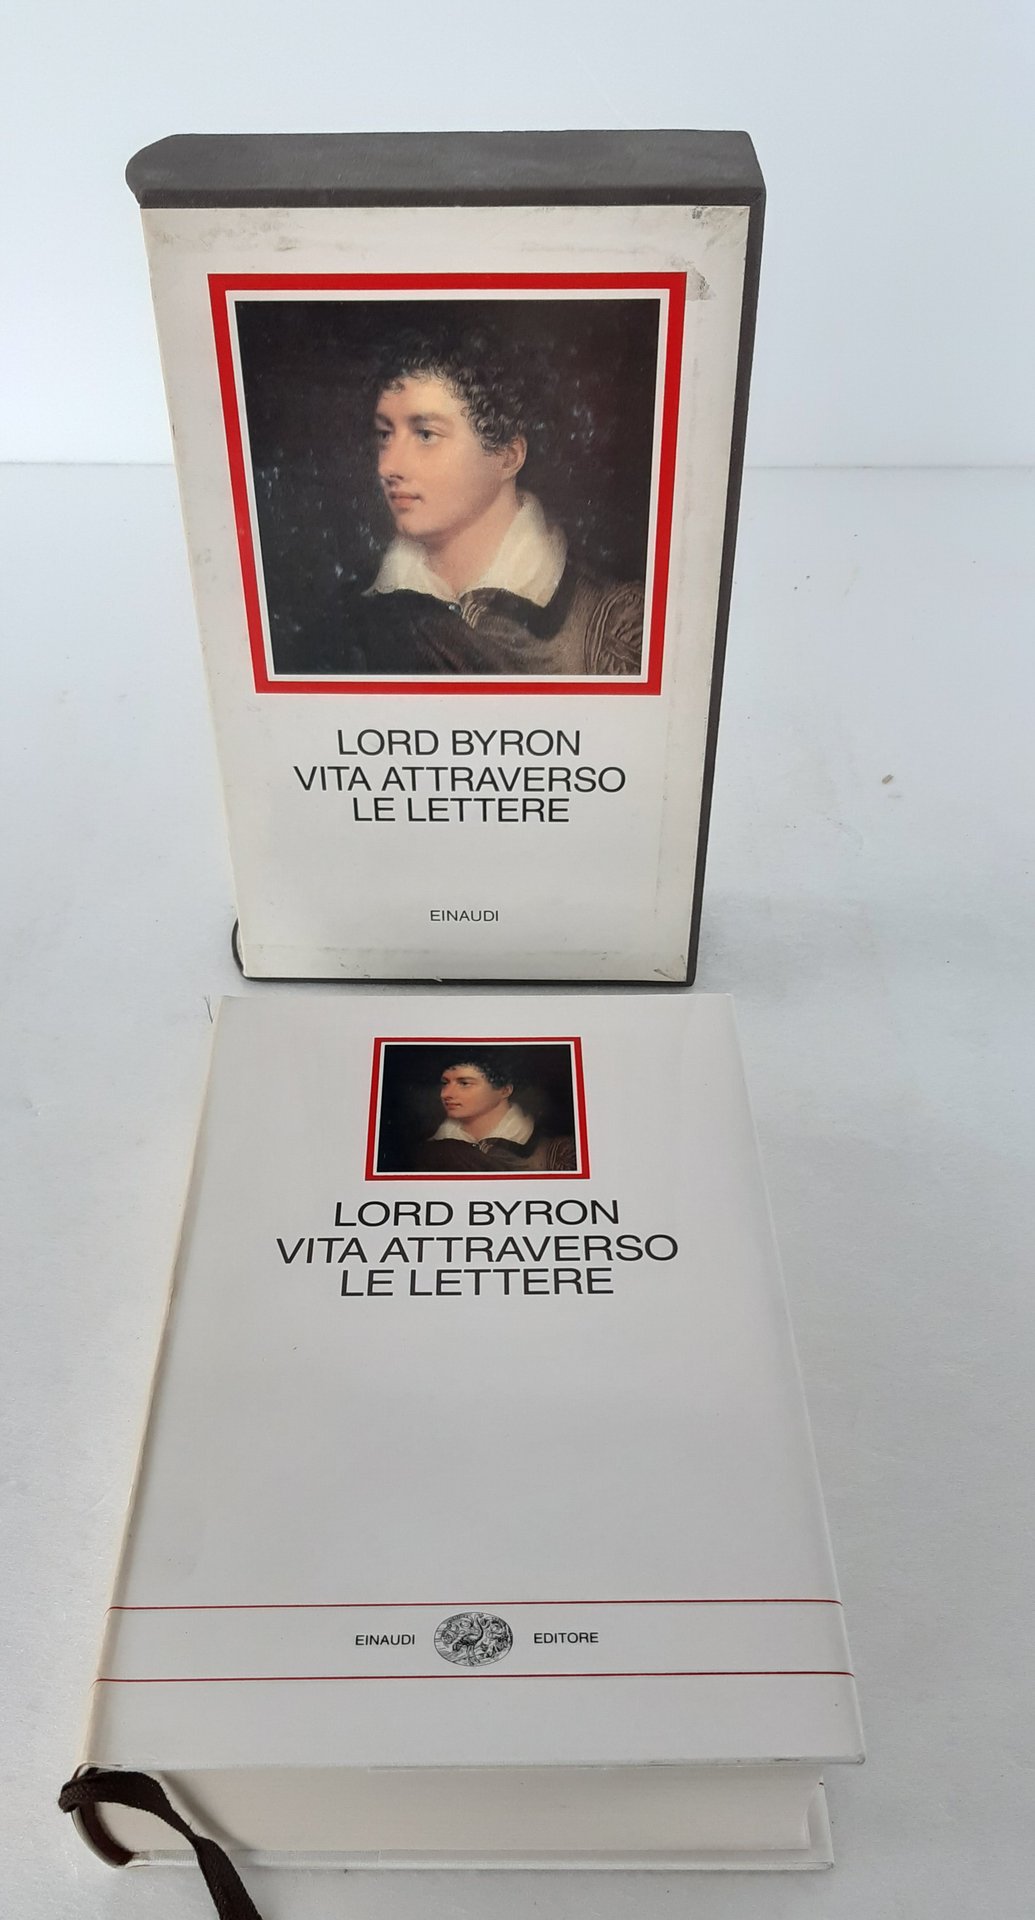 LORD BYRON
VITA ATTRAVERSO
LE LETTERE
EINAUDI
LORD BYRON
VITA ATTRAVERSO
LE LETTERE
EINAUDI EDITORE